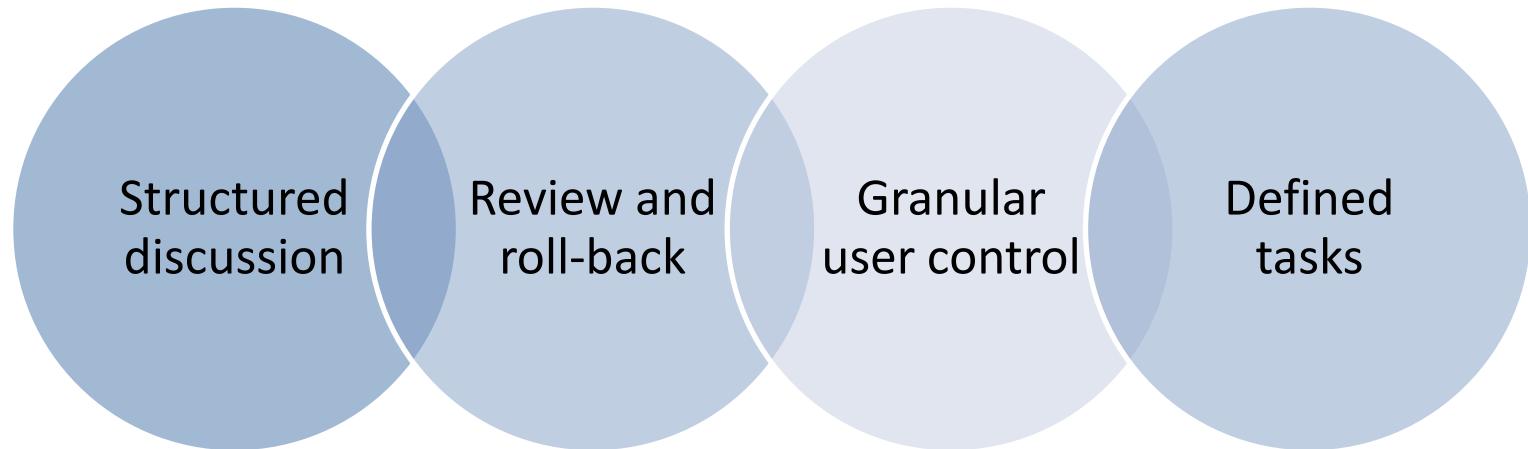 Structured
discussion
Review and
roll-back
Granular
user control
Defined
tasks